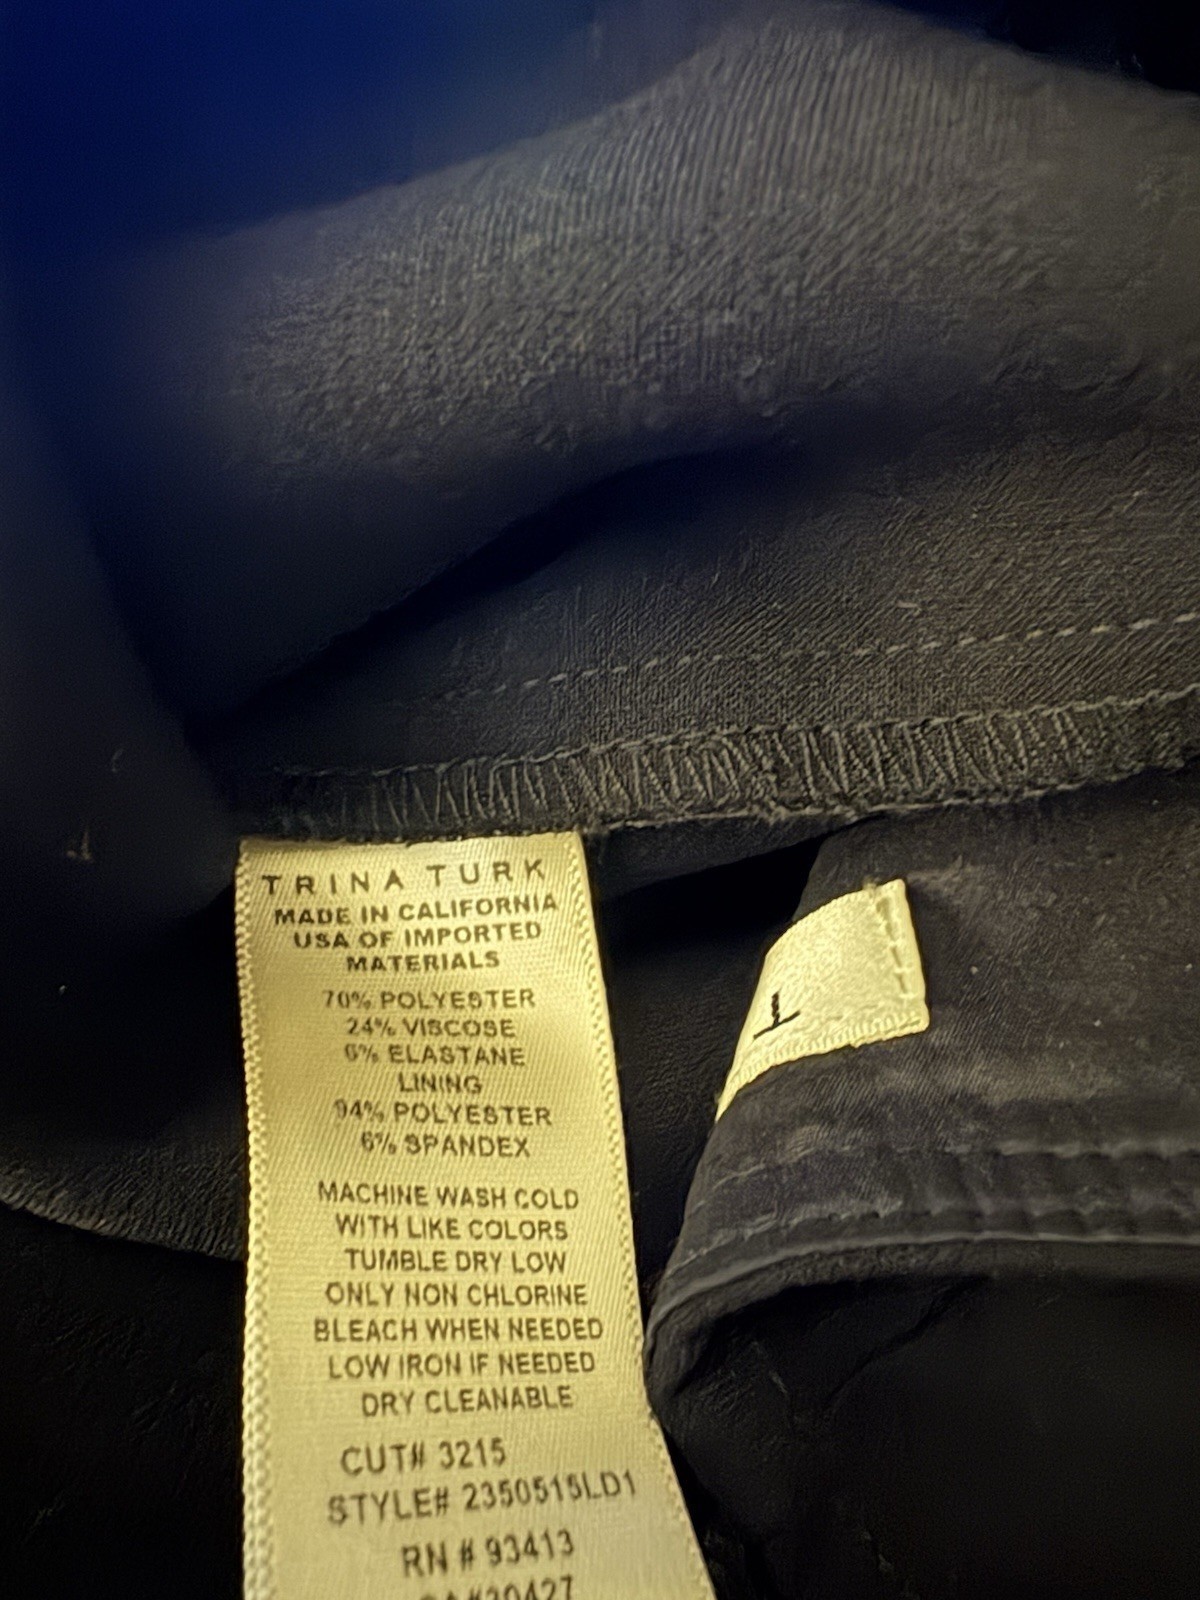 TRINA TURK
MADE IN CALIFORNIA
USA OF IMPORTED
MATERIALS
70% POLYESTER
24% VISCOSE
6% ELASTANE
LINING
94% POLYESTER
6% SPANDEX
MACHINE WASH COLD
WITH LIKE COLORS
TUMBLE DRY LOW
ONLY NON CHLORINE
BLEACH WHEN NEEDED
LOW IRON IF NEEDED
DRY CLEANABLE
CUT# 3215
STYLE# 2350515LD1
RN # 93413